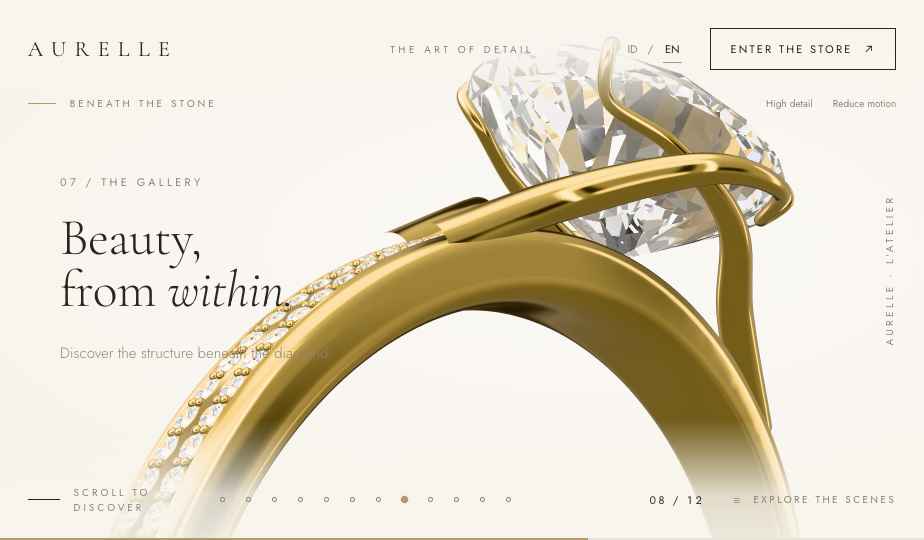 AURELLE
THE ART OF DETAIL
ID / EN
ENTER THE STORE ↗
BENEATH THE STONE
High detail
Reduce motion
07 / THE GALLERY
Beauty,
from within.
Discover the structure beneath the diamond.
AURELLE · L'ATELIER
SCROLL TO
DISCOVER
08 / 12
≡ EXPLORE THE SCENES